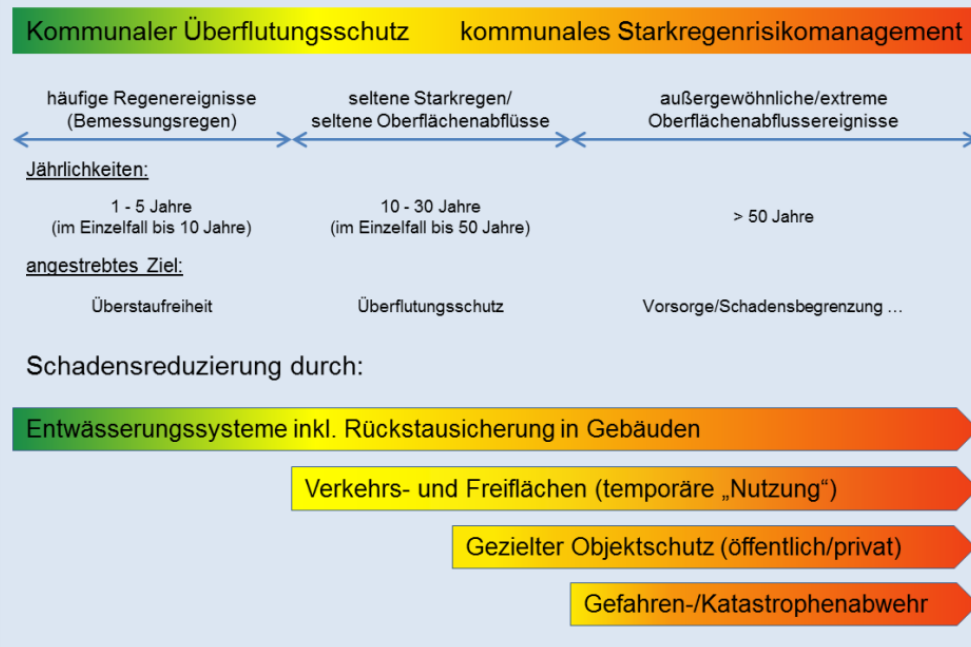 Kommunaler Überflutungsschutz kommunales Starkregenrisikomanagement
häufige Regenereignisse
(Bemessungsregen)
seltene Starkregen/
seltene Oberflächenabflüsse
außergewöhnliche/extreme
Oberflächenabflussereignisse
Jährlichkeiten:
1 - 5 Jahre
(im Einzelfall bis 10 Jahre)
10 - 30 Jahre
(im Einzelfall bis 50 Jahre)
> 50 Jahre
angestrebtes Ziel:
Überstaufreiheit
Überflutungsschutz
Vorsorge/Schadensbegrenzung ...
Schadensreduzierung durch:
Entwässerungssysteme inkl. Rückstausicherung in Gebäuden
Verkehrs- und Freiflächen (temporäre „Nutzung“)
Gezielter Objektschutz (öffentlich/privat)
Gefahren-/Katastrophenabwehr